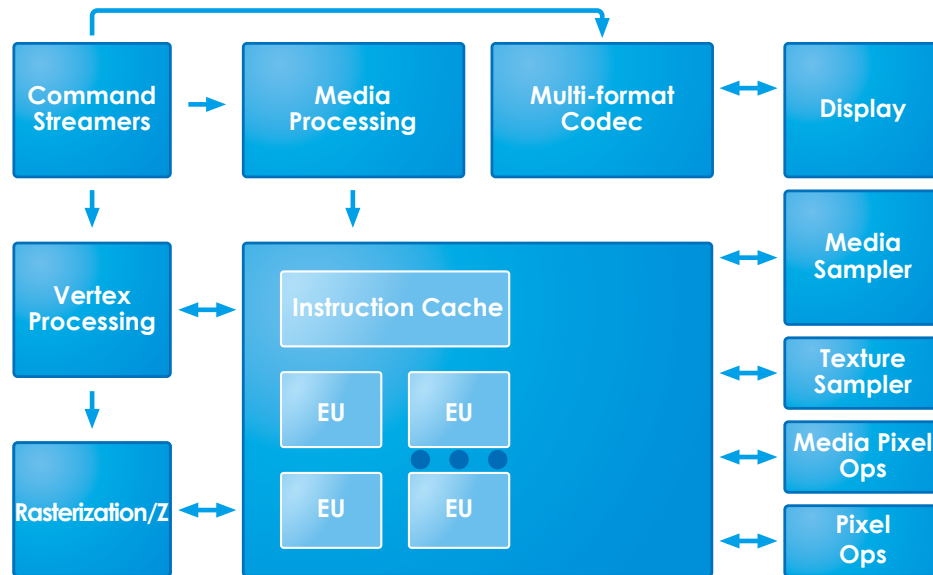 Command
Streamers
Media
Processing
Multi-format
Codec
Display
Vertex
Processing
Instruction Cache
Media
Sampler
EU
EU
Texture
Sampler
Rasterization/Z
EU
EU
Media Pixel
Ops
Pixel
Ops